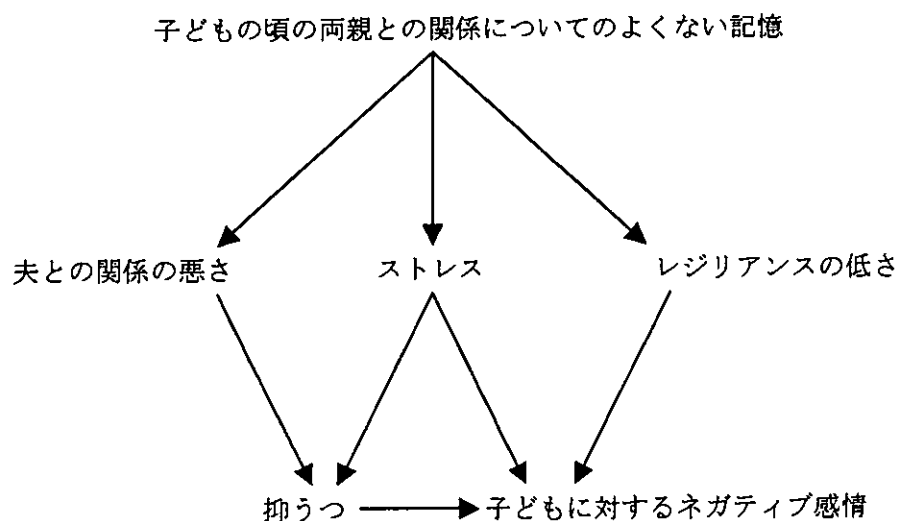 子どもの頃の両親との関係についてのよくない記憶
夫との関係の悪さ
ストレス
レジリアンスの低さ
抑うつ
子どもに対するネガティブ感情